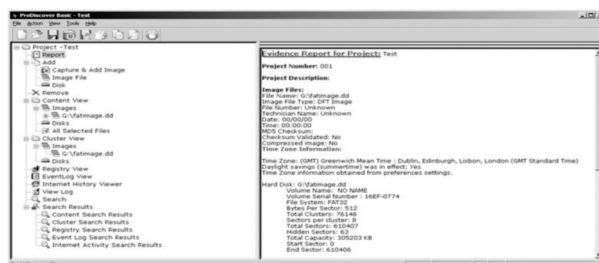 ProDiscover Basic - Test
File Action View Tools Help
Project - Test
Report
Add
Capture & Add Image
Image File
Disk
Remove
Content View
Images
G:\fatimage.dd
Disks
All Selected Files
Cluster View
Images
G:\fatimage.dd
Disks
Registry View
EventLog View
Internet History Viewer
View Log
Search
Search Results
Content Search Results
Cluster Search Results
Registry Search Results
Event Log Search Results
Internet Activity Search Results
Evidence Report for Project: Test
Project Number: 001
Project Description:
Image Files:
File Name: G:\fatimage.dd
Image File Type: DFT Image
File Number: Unknown
Technician Name: Unknown
Date: 00/00/00
Time: 00:00:00
MD5 Checksum:
Checksum Validated: No
Compressed image: No
Time Zone Information:
Time Zone: (GMT) Greenwich Mean Time : Dublin, Edinburgh, Lisbon, London (GMT Standard Time)
Daylight savings (summertime) was in effect: Yes
Time Zone information obtained from preferences settings.
Hard Disk: G:\fatimage.dd
Volume Name: NO NAME
Volume Serial Number : 16EF-0774
File System: FAT32
Bytes Per Sector: 512
Total Clusters: 76148
Sectors per cluster: 8
Total Sectors: 610407
Hidden Sectors: 63
Total Capacity: 305203 KB
Start Sector: 0
End Sector: 610406